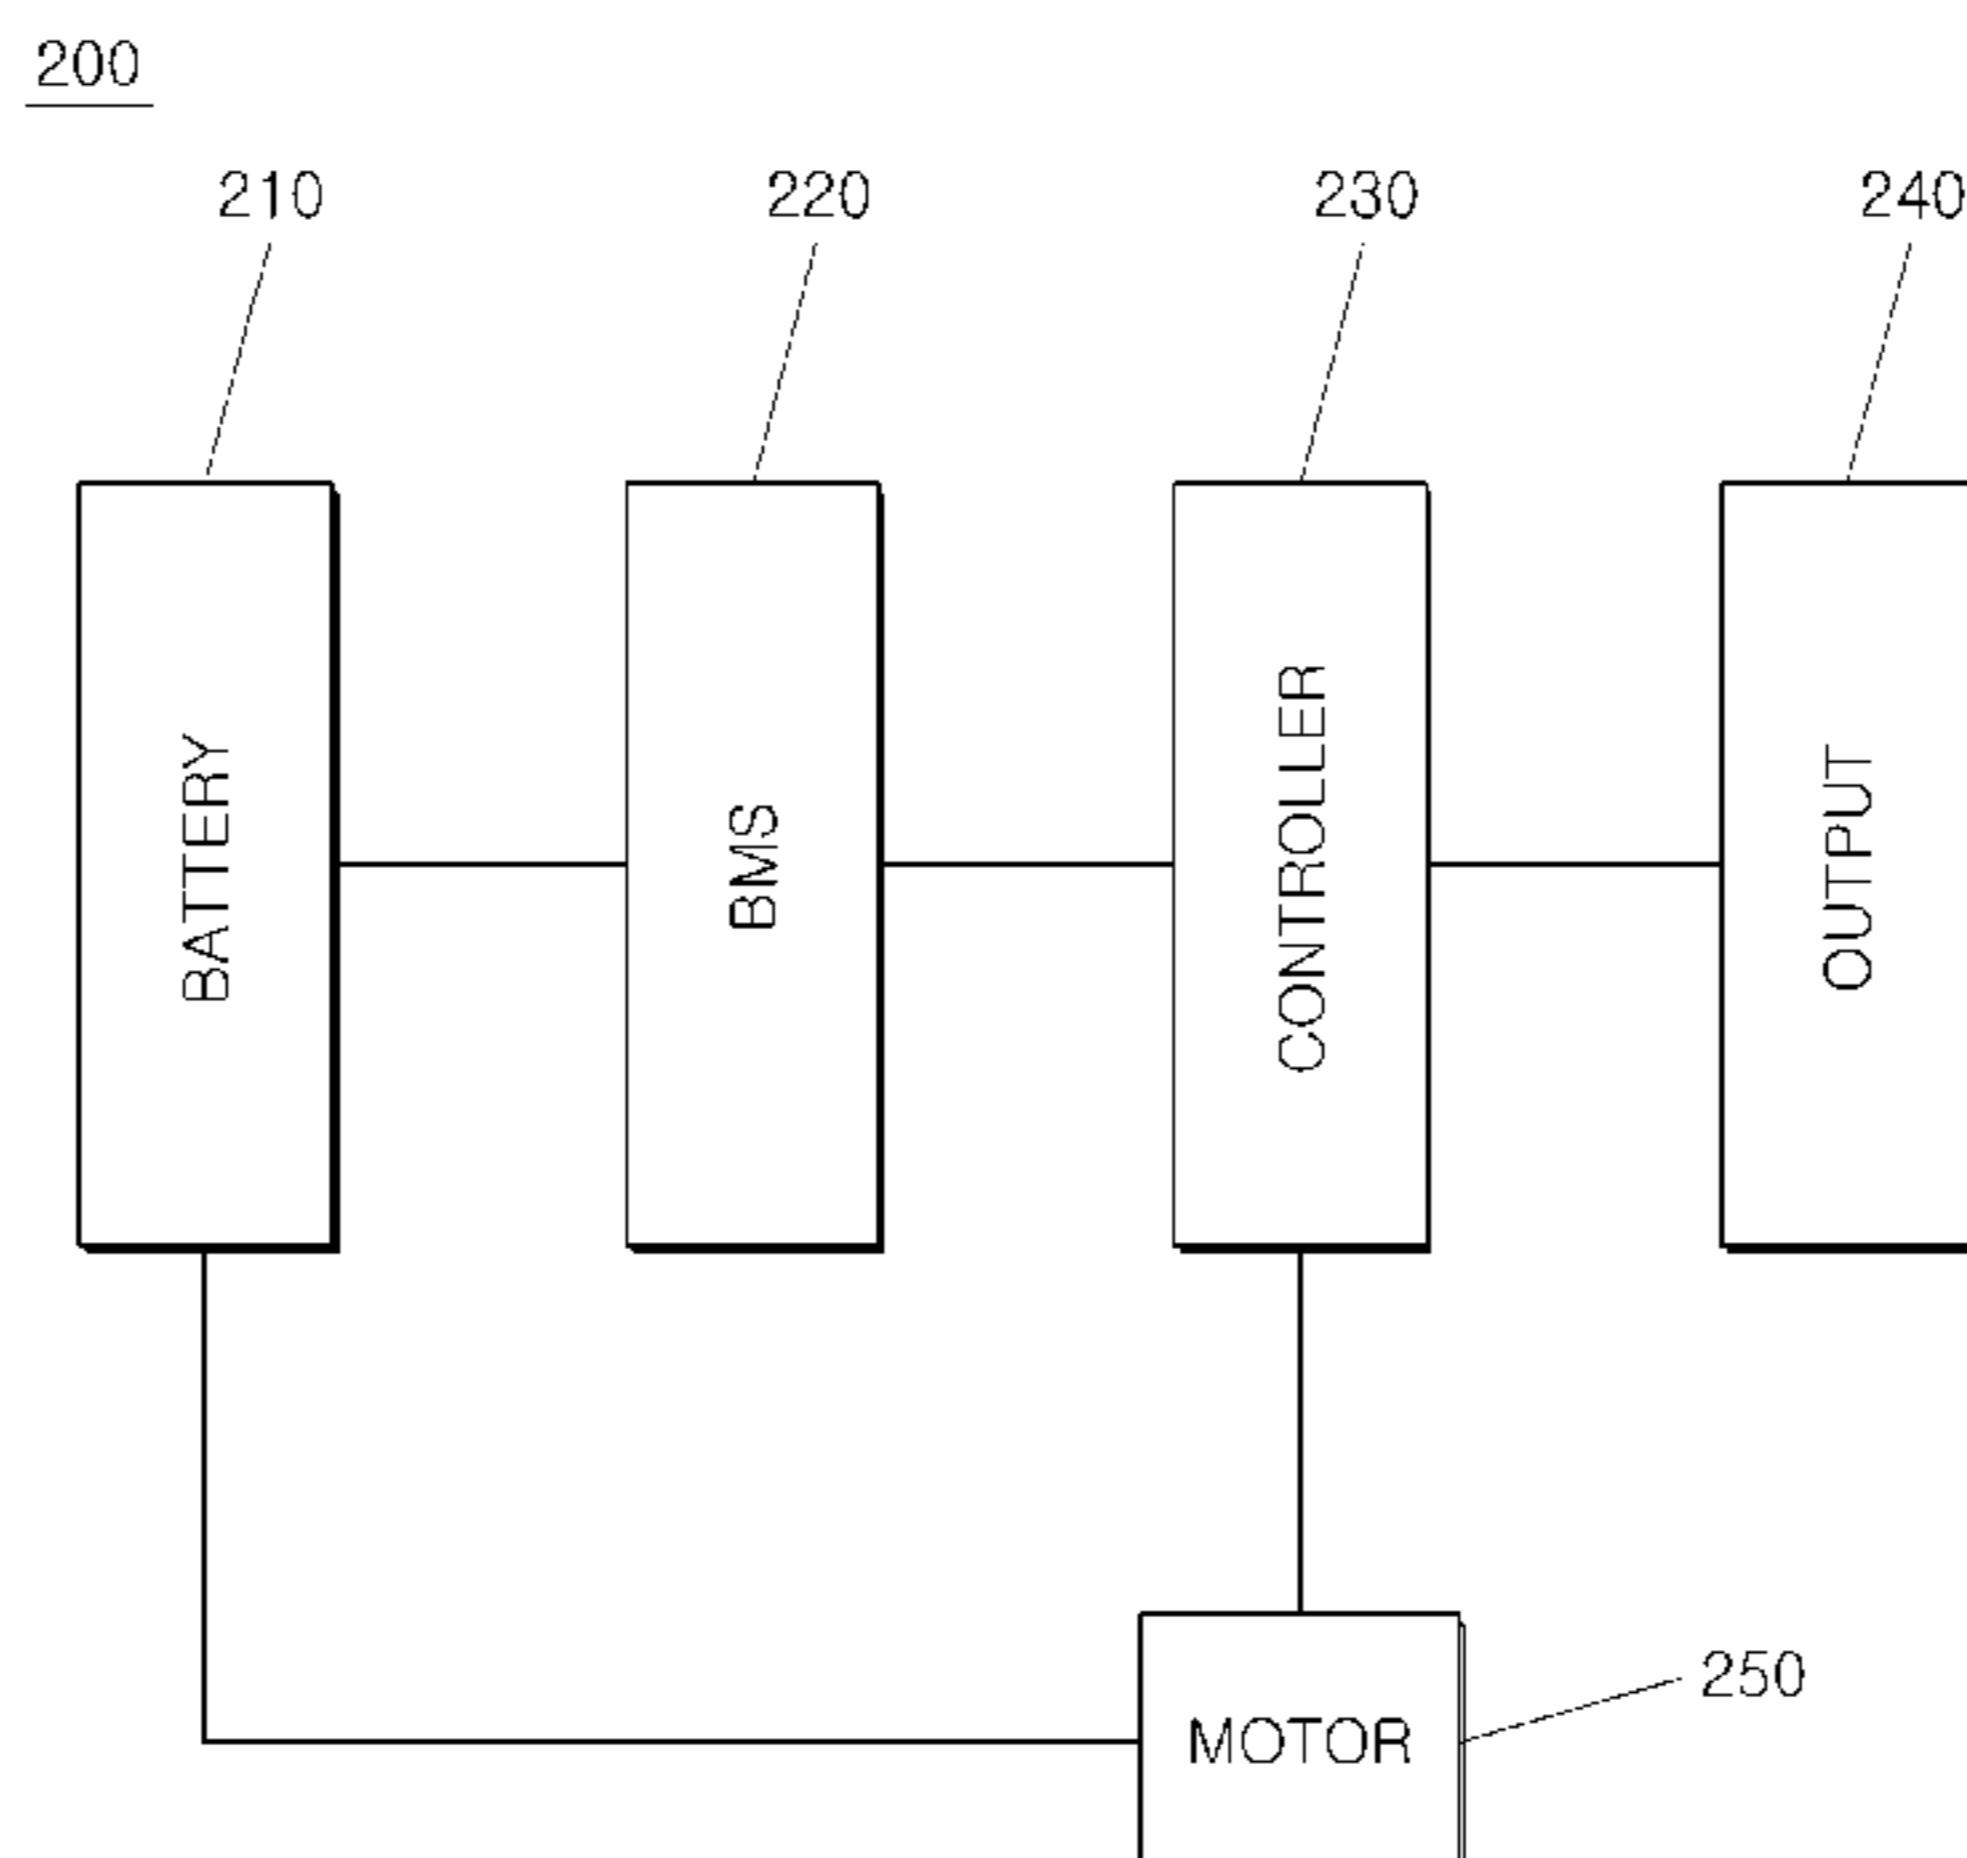 200
210
220
230
240
BATTERY
BMS
CONTROLLER
OUTPUT
250
MOTOR